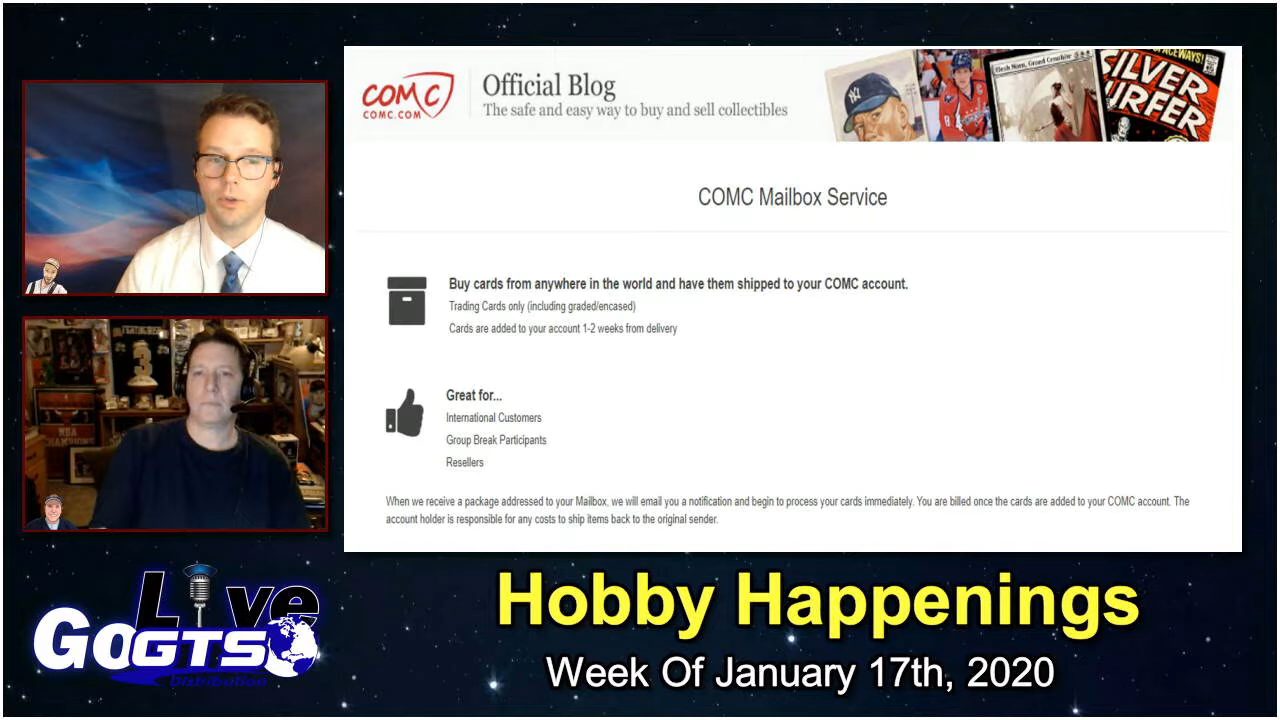 COMC
COMC.COM
Official Blog
The safe and easy way to buy and sell collectibles
SILVER
SURFER
COMC Mailbox Service
Buy cards from anywhere in the world and have them shipped to your COMC account.
Trading Cards only (including graded/encased)
Cards are added to your account 1-2 weeks from delivery
Great for...
International Customers
Group Break Participants
Resellers
When we receive a package addressed to your Mailbox, we will email you a notification and begin to process your cards immediately. You are billed once the cards are added to your COMC account. The
account holder is responsible for any costs to ship items back to the original sender.
3
NBA
CHAMPIONS
Live
GoGTS
Distribution
Hobby Happenings
Week Of January 17th, 2020